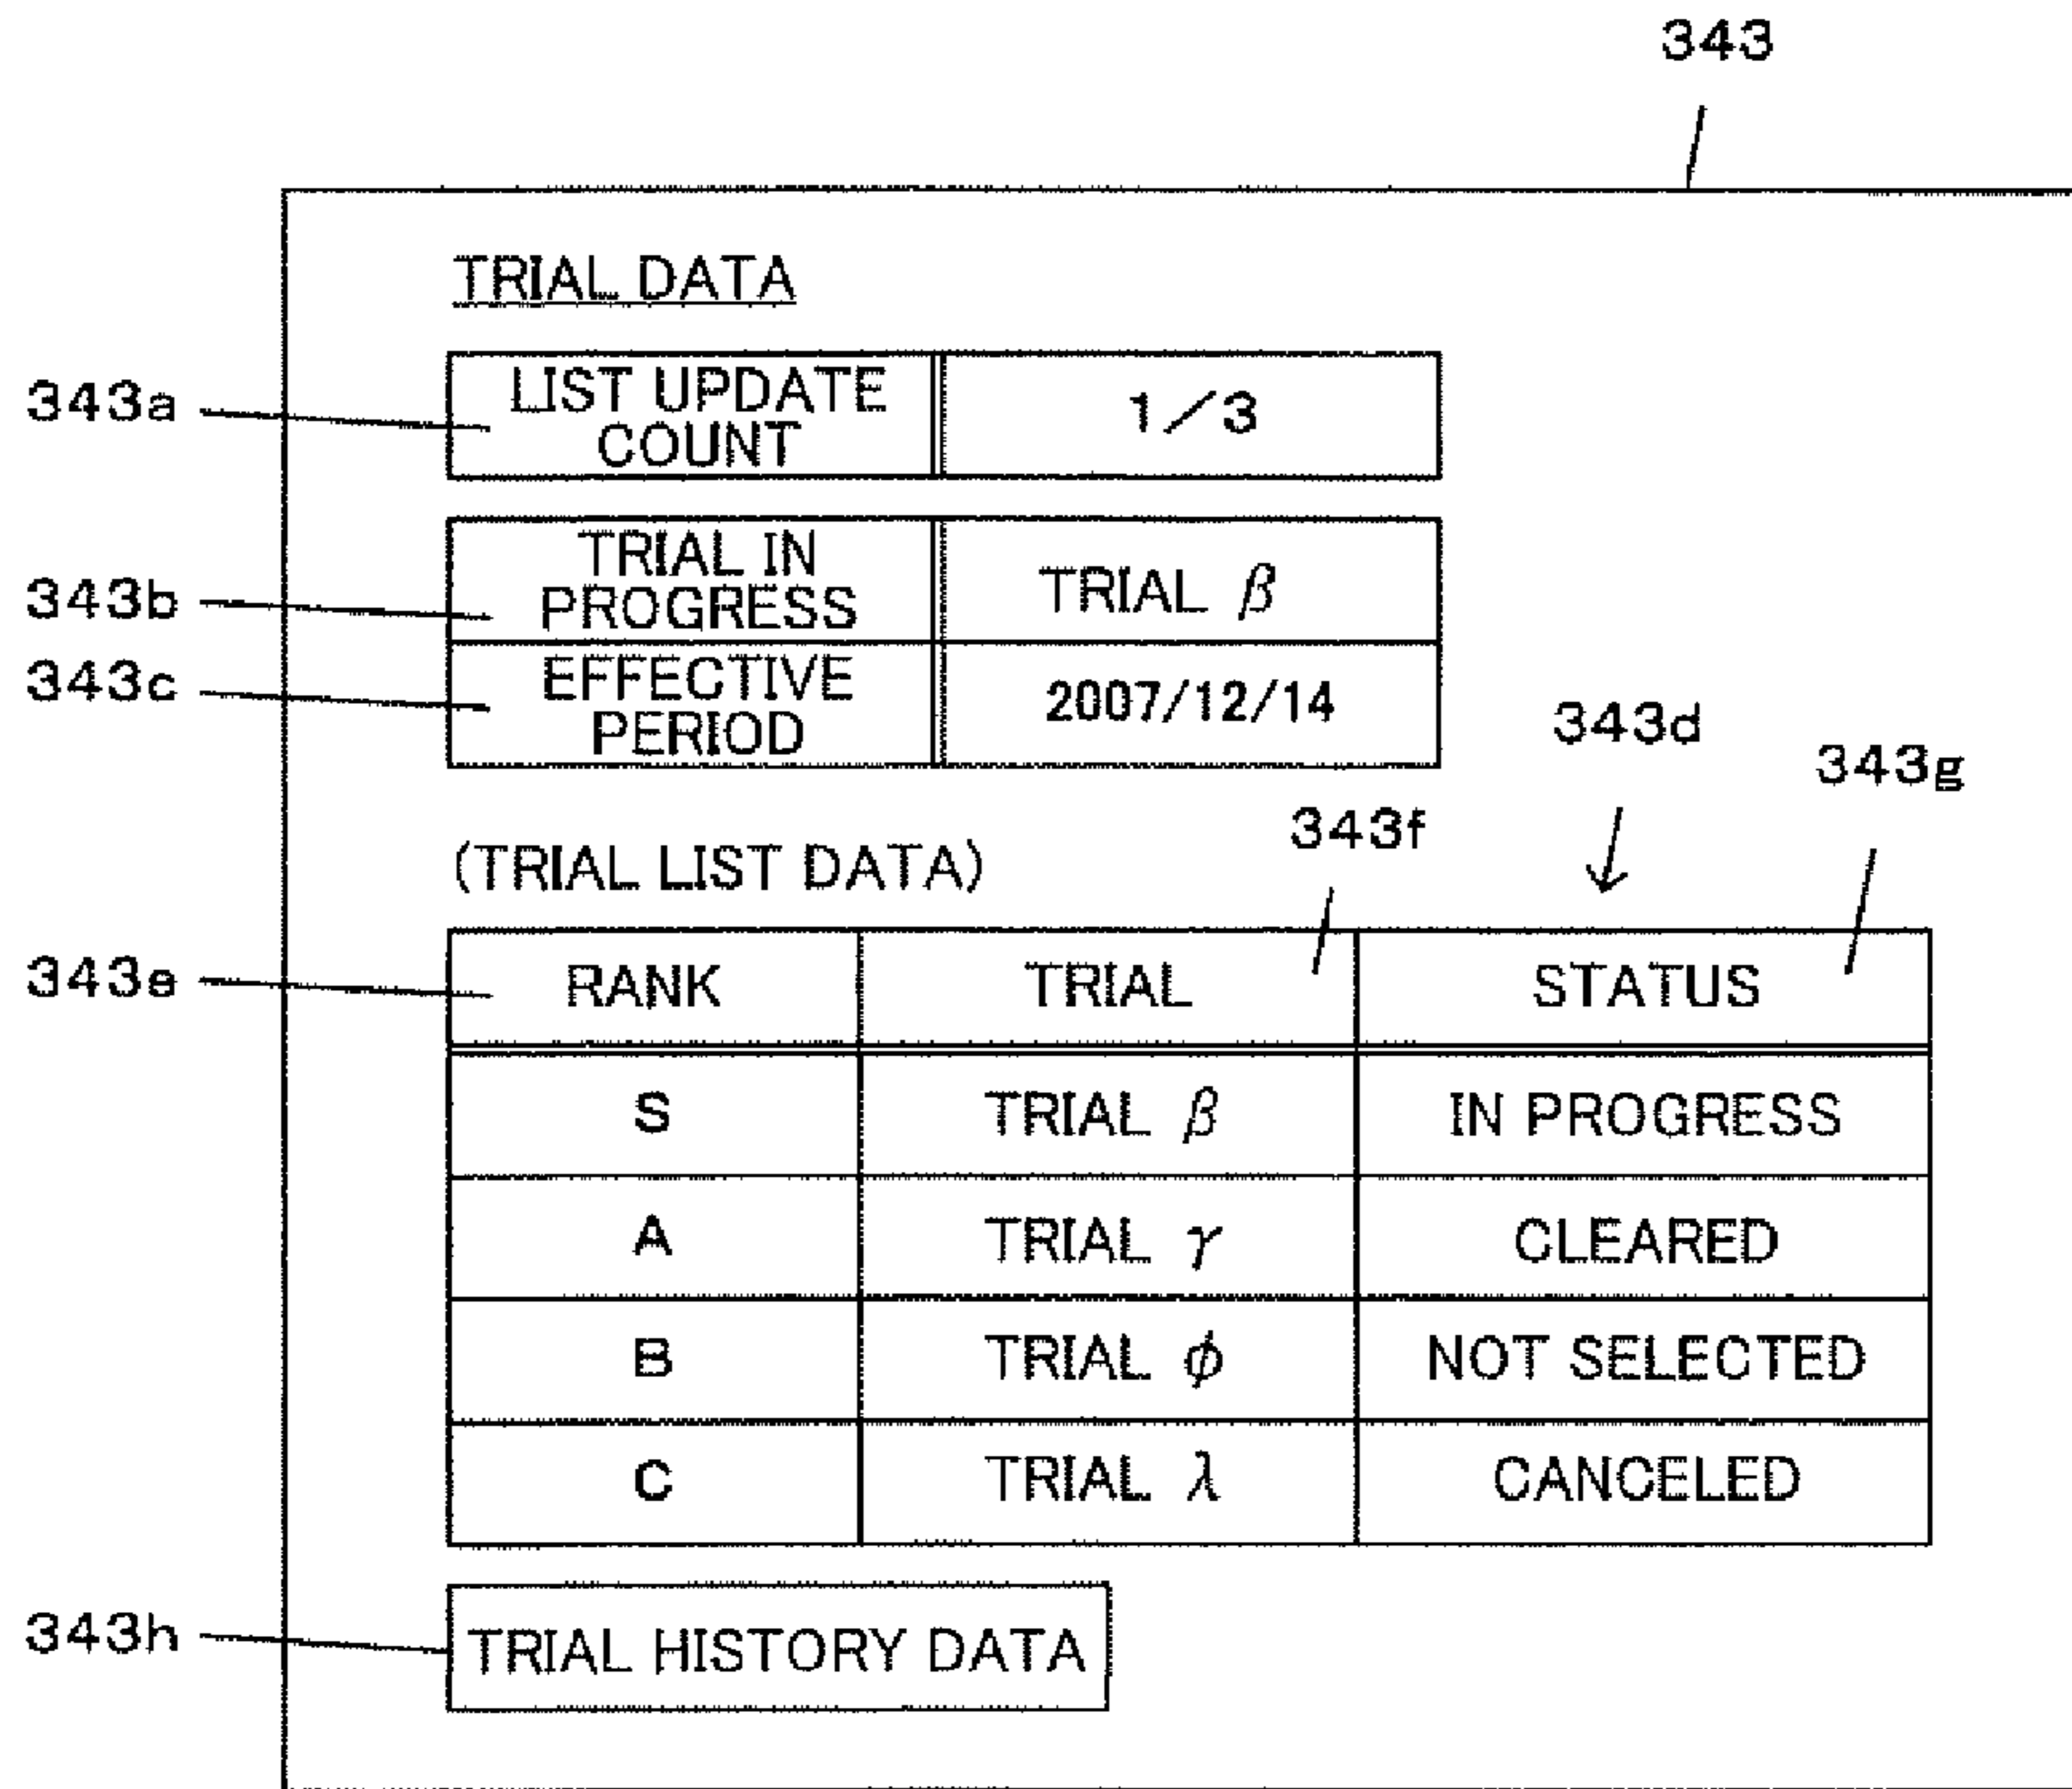 343
TRIAL DATA
343a
LIST UPDATE
COUNT
1/3
343b
TRIAL IN
PROGRESS
TRIAL β
343c
EFFECTIVE
PERIOD
2007/12/14
343d
343g
343f
(TRIAL LIST DATA)
343e
RANK TRIAL STATUS
S TRIAL β IN PROGRESS
A TRIAL γ CLEARED
B TRIAL ϕ NOT SELECTED
C TRIAL λ CANCELED
343h
TRIAL HISTORY DATA